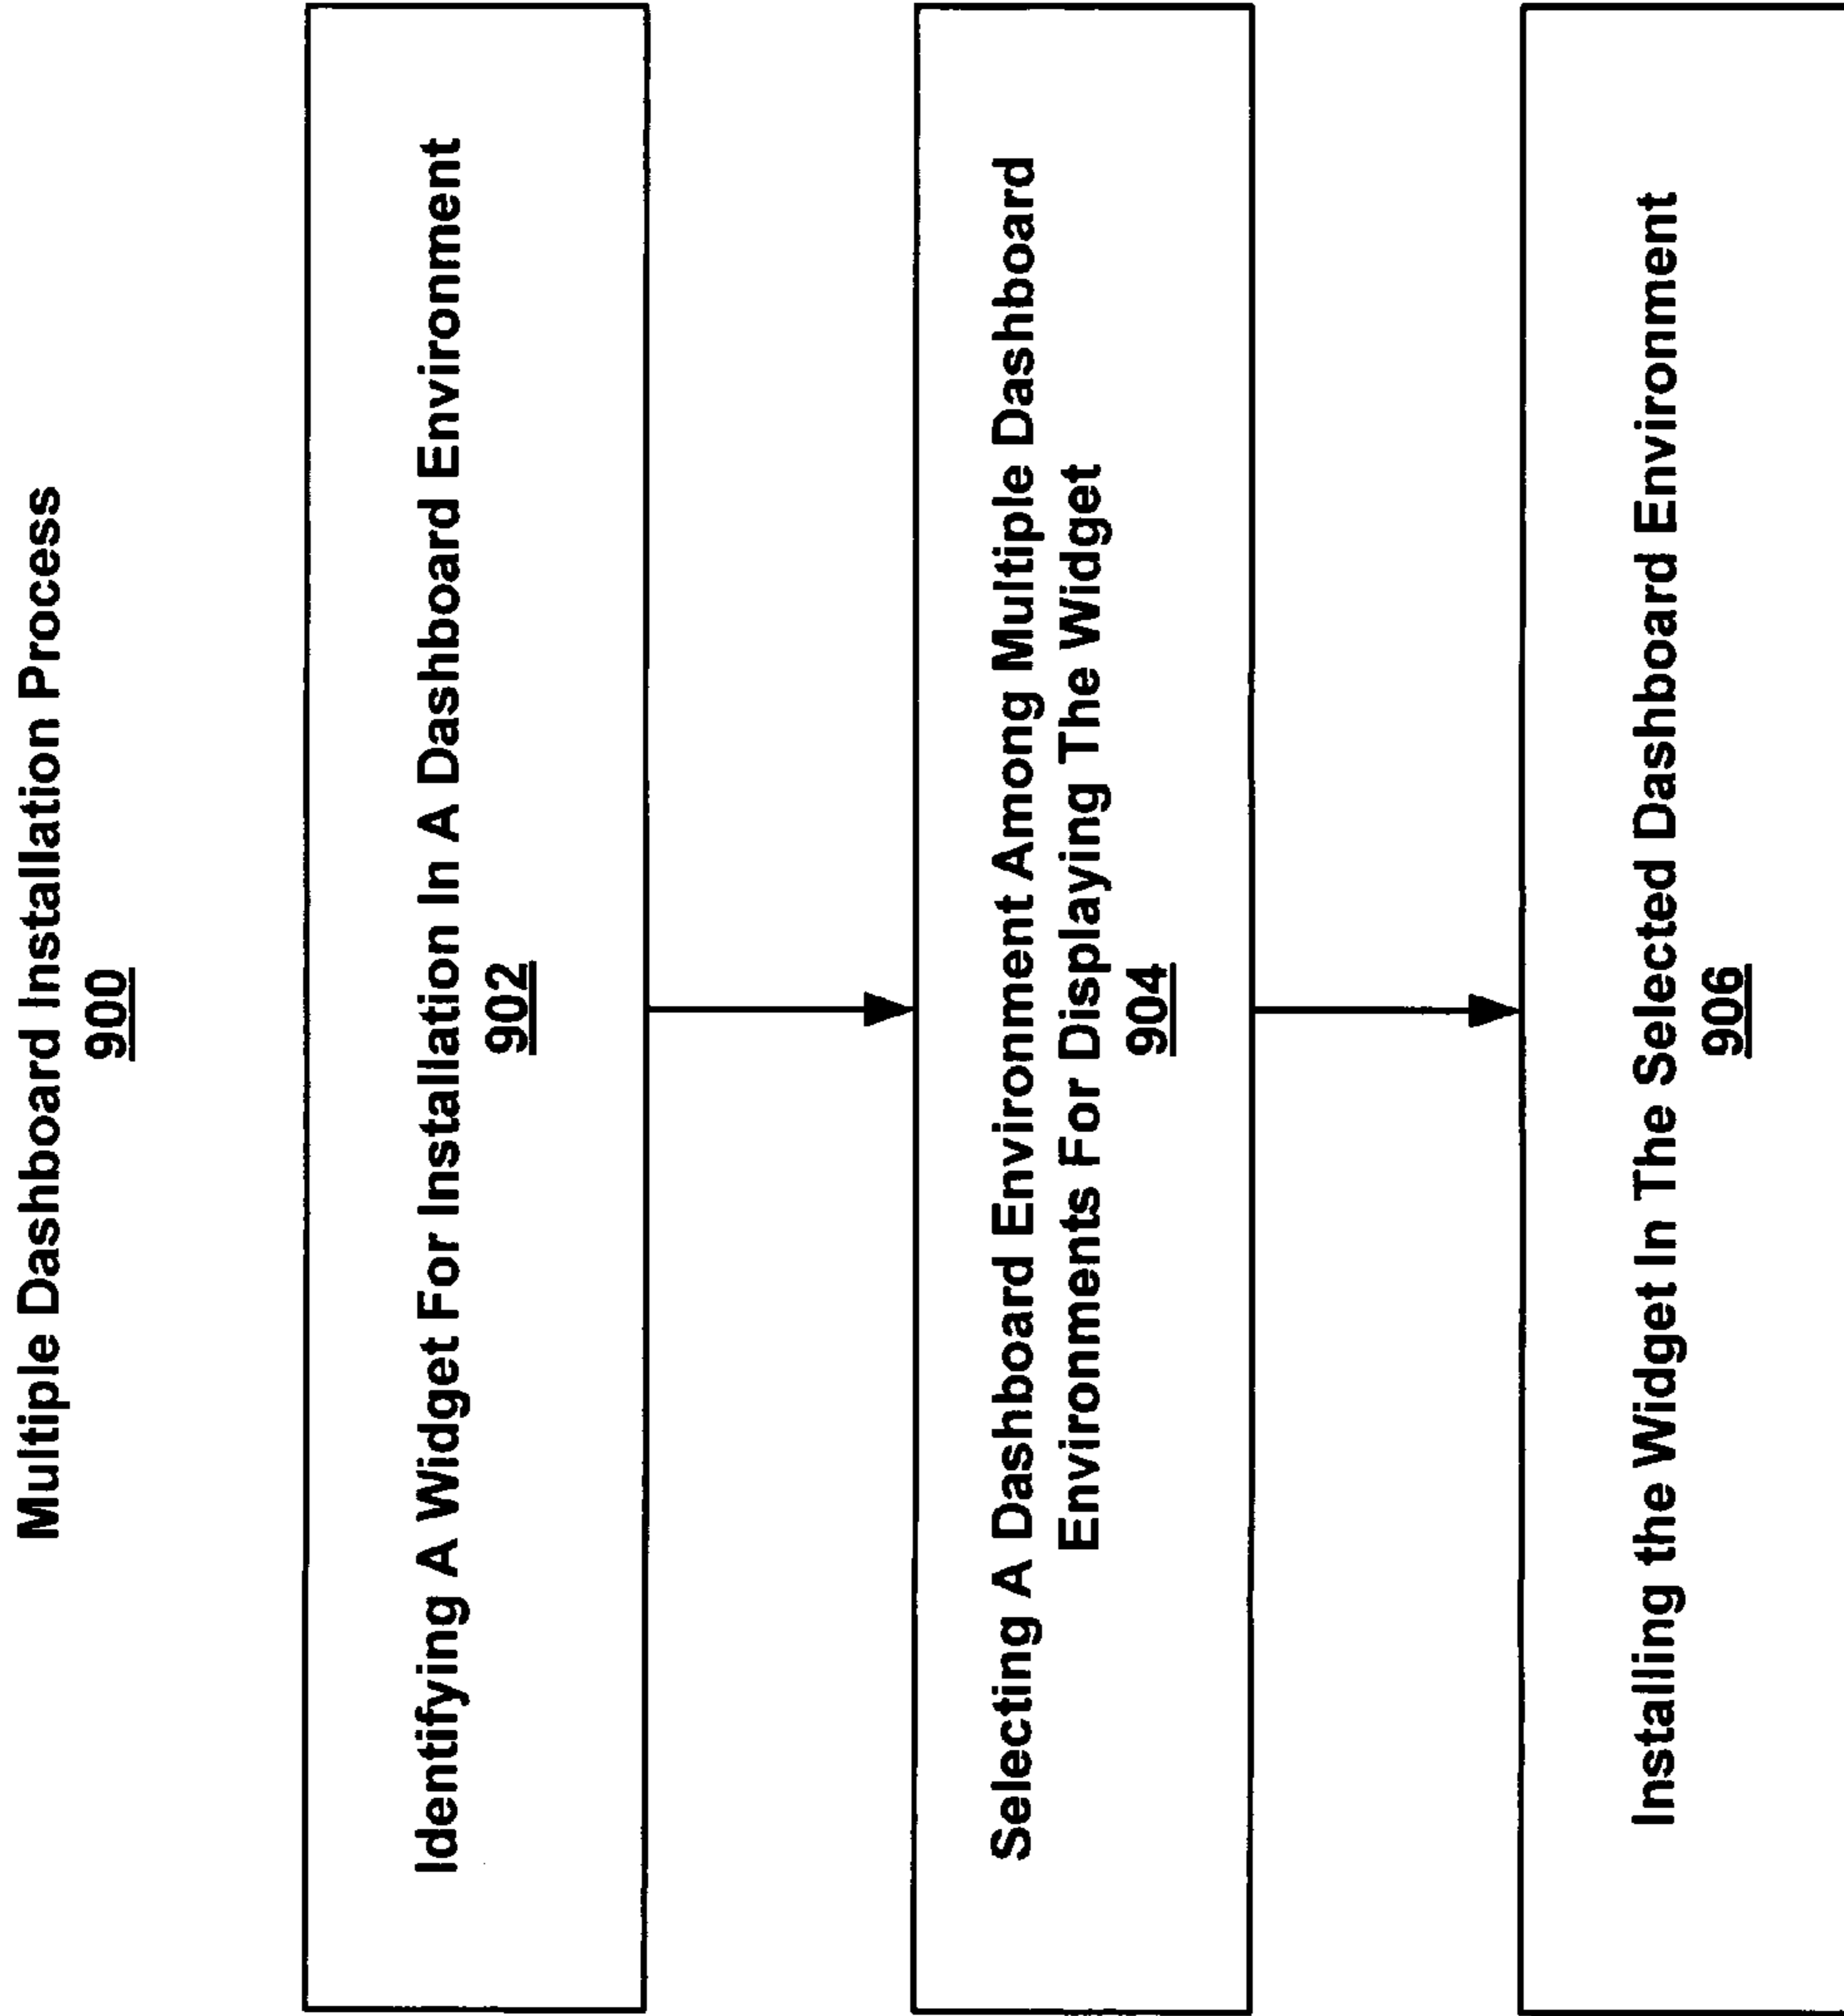 Multiple Dashboard Installation Process
900
Identifying A Widget For Installation In A Dashboard Environment
902
Selecting A Dashboard Environment Among Multiple Dashboard
Environments For Displaying The Widget
904
Installing the Widget In The Selected Dashboard Environment
906